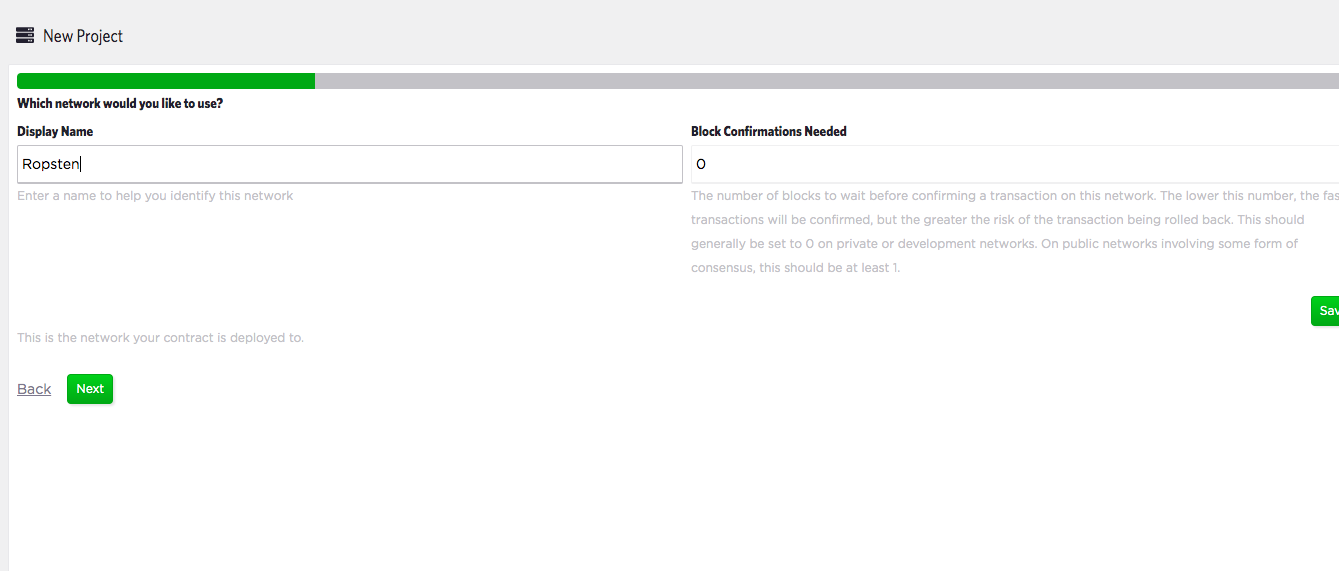 New Project
Which network would you like to use?
Display Name
Block Confirmations Needed
Ropsten
0
Enter a name to help you identify this network
The number of blocks to wait before confirming a transaction on this network. The lower this number, the
transactions will be confirmed, but the greater the risk of the transaction being rolled back. This should
generally be set to 0 on private or development networks. On public networks involving some form of
consensus, this should be at least 1.
This is the network your contract is deployed to.
Back
Next